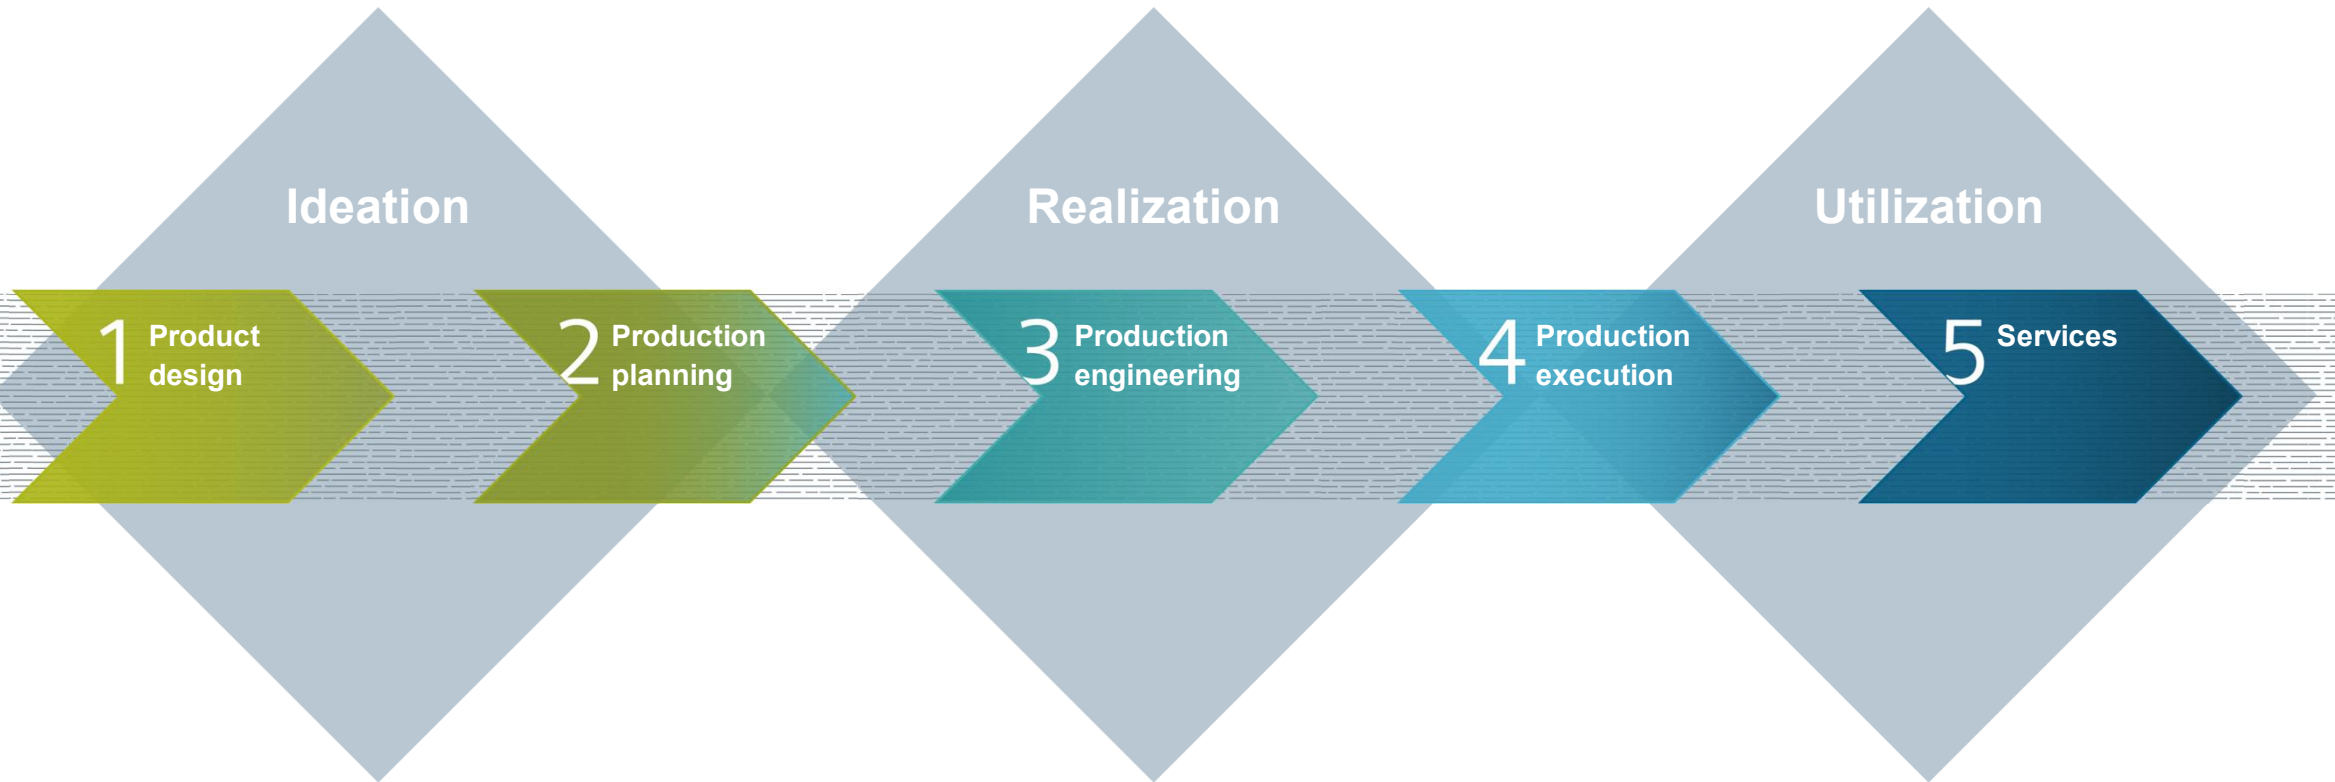 Ideation
Realization
Utilization
1 Product
design
2 Production
planning
3 Production
engineering
4 Production
execution
5 Services